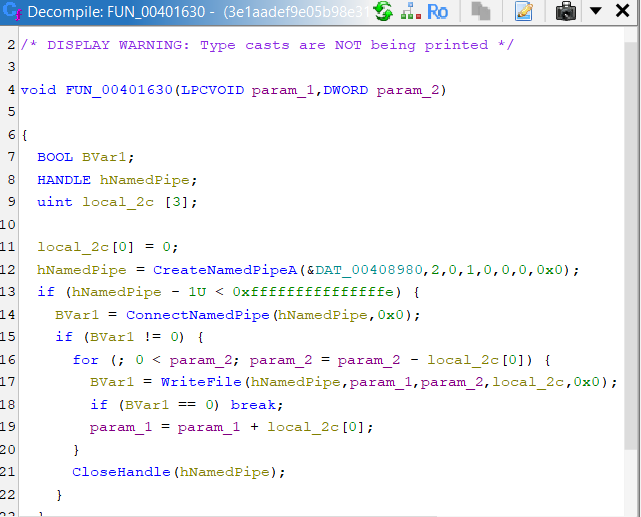 Decompile: FUN_00401630 - (3e1aadef9e05b98e3
Ro
2 /* DISPLAY WARNING: Type casts are NOT being printed */
3
4 void FUN_00401630(LPCVOID param_1,DWORD param_2)
5
6 {
7 BOOL BVar1;
8 HANDLE hNamedPipe;
9 uint local_2c [3];
10
11 local_2c[0] = 0;
12 hNamedPipe = CreateNamedPipeA(&DAT_00408980,2,0,1,0,0,0,0x0);
13 if (hNamedPipe - 1U < 0xfffffffffffffffe) {
14 BVar1 = ConnectNamedPipe(hNamedPipe,0x0);
15 if (BVar1 != 0) {
16 for (; 0 < param_2; param_2 = param_2 - local_2c[0]) {
17 BVar1 = WriteFile(hNamedPipe,param_1,param_2,local_2c,0x0);
18 if (BVar1 == 0) break;
19 param_1 = param_1 + local_2c[0];
20 }
21 CloseHandle(hNamedPipe);
22 }